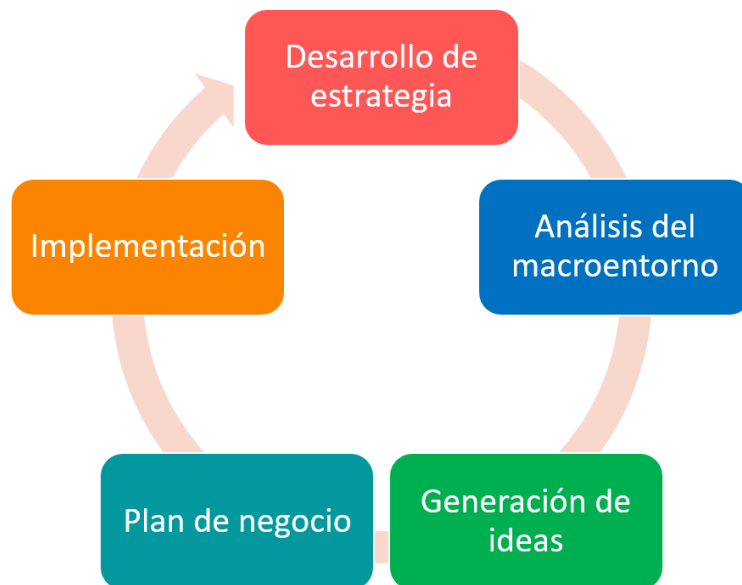 Desarrollo de
estrategia
Análisis del
macroentorno
Generación de
ideas
Plan de negocio
Implementación